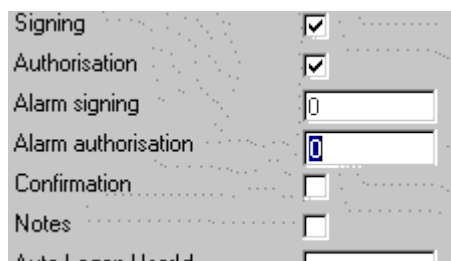 Signing
Authorisation
Alarm signing 0
Alarm authorisation 0
Confirmation
Notes